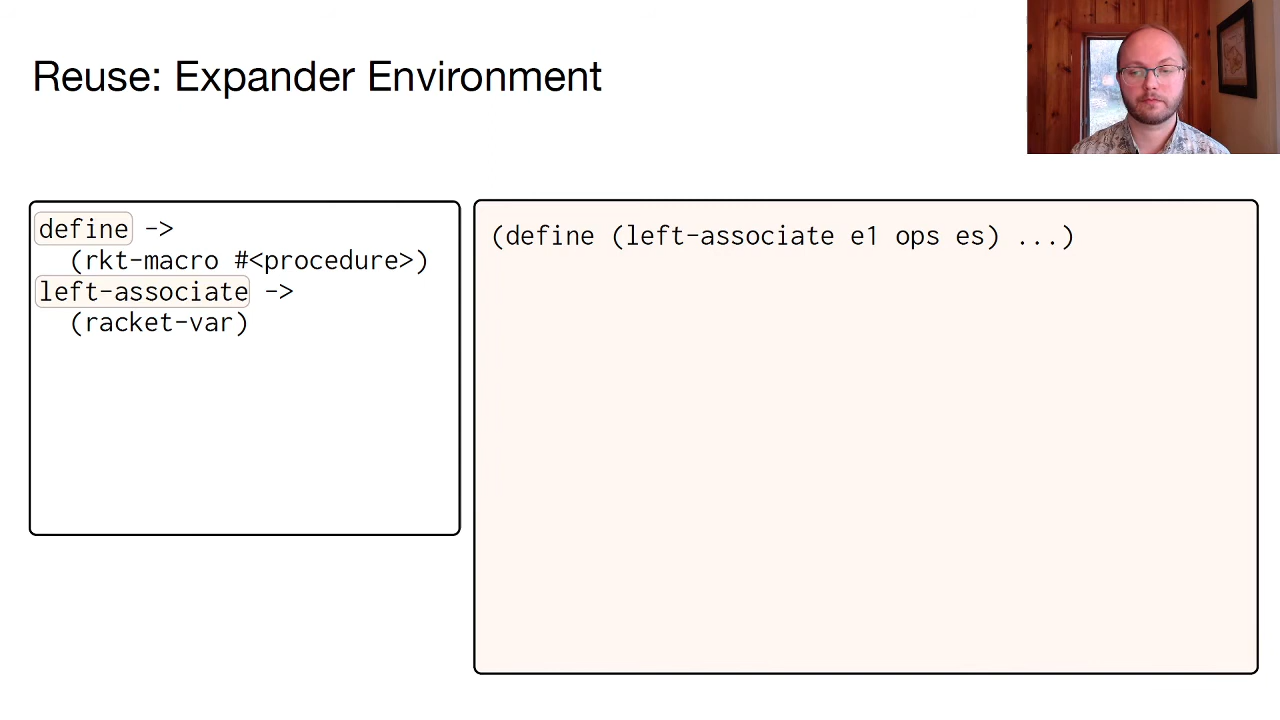 Reuse: Expander Environment
define ->
(rkt-macro #<procedure>)
left-associate ->
(racket-var)
(define (left-associate e1 ops es) ...)